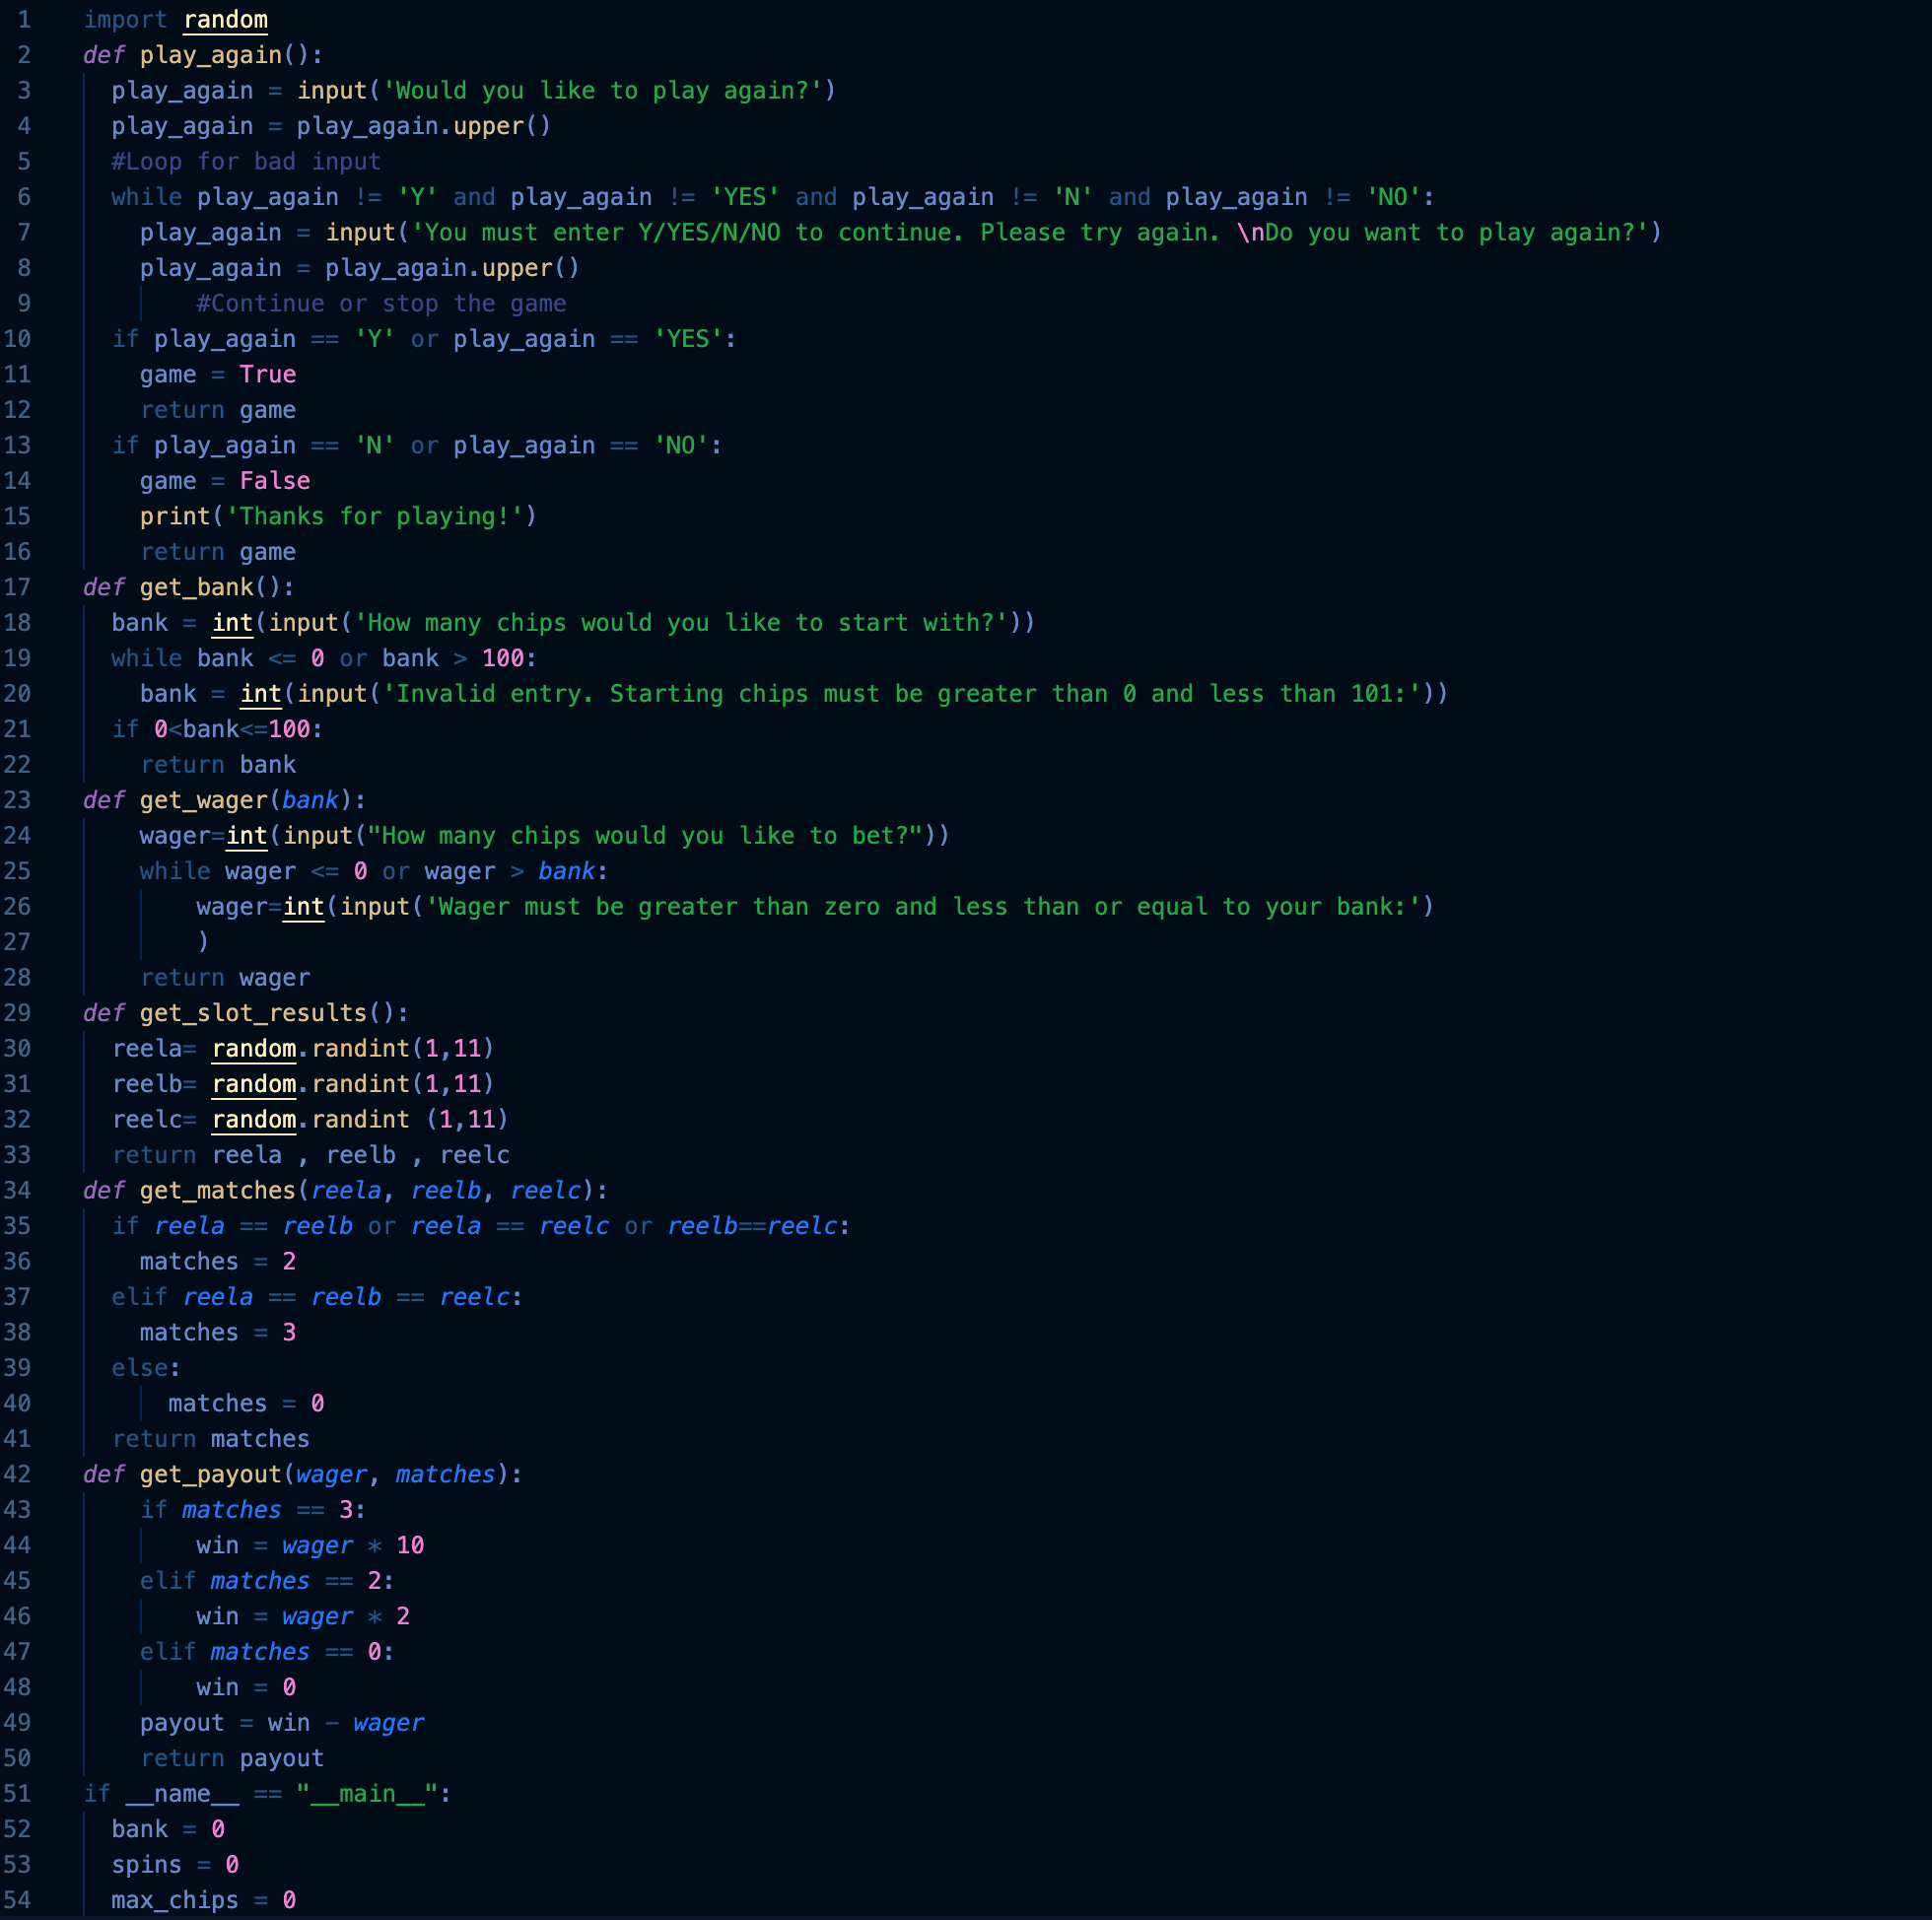 1 import random
2 def play_again():
3   play_again = input('Would you like to play again?')
4   play_again = play_again.upper()
5   #Loop for bad input
6   while play_again != 'Y' and play_again != 'YES' and play_again != 'N' and play_again != 'NO':
7     play_again = input('You must enter Y/YES/N/NO to continue. Please try again. \nDo you want to play again?')
8     play_again = play_again.upper()
9         #Continue or stop the game
10   if play_again == 'Y' or play_again == 'YES':
11     game = True
12     return game
13   if play_again == 'N' or play_again == 'NO':
14     game = False
15     print('Thanks for playing!')
16     return game
17 def get_bank():
18   bank = int(input('How many chips would you like to start with?'))
19   while bank <= 0 or bank > 100:
20     bank = int(input('Invalid entry. Starting chips must be greater than 0 and less than 101:'))
21   if 0<bank<=100:
22     return bank
23 def get_wager(bank):
24     wager=int(input("How many chips would you like to bet?"))
25     while wager <= 0 or wager > bank:
26         wager=int(input('Wager must be greater than zero and less than or equal to your bank:')
27         )
28     return wager
29 def get_slot_results():
30   reela= random.randint(1,11)
31   reelb= random.randint(1,11)
32   reelc= random.randint (1,11)
33   return reela , reelb , reelc
34 def get_matches(reela, reelb, reelc):
35   if reela == reelb or reela == reelc or reelb==reelc:
36     matches = 2
37   elif reela == reelb == reelc:
38     matches = 3
39   else:
40       matches = 0
41   return matches
42 def get_payout(wager, matches):
43     if matches == 3:
44         win = wager * 10
45     elif matches == 2:
46         win = wager * 2
47     elif matches == 0:
48         win = 0
49     payout = win - wager
50     return payout
51 if __name__ == "__main__":
52   bank = 0
53   spins = 0
54   max_chips = 0